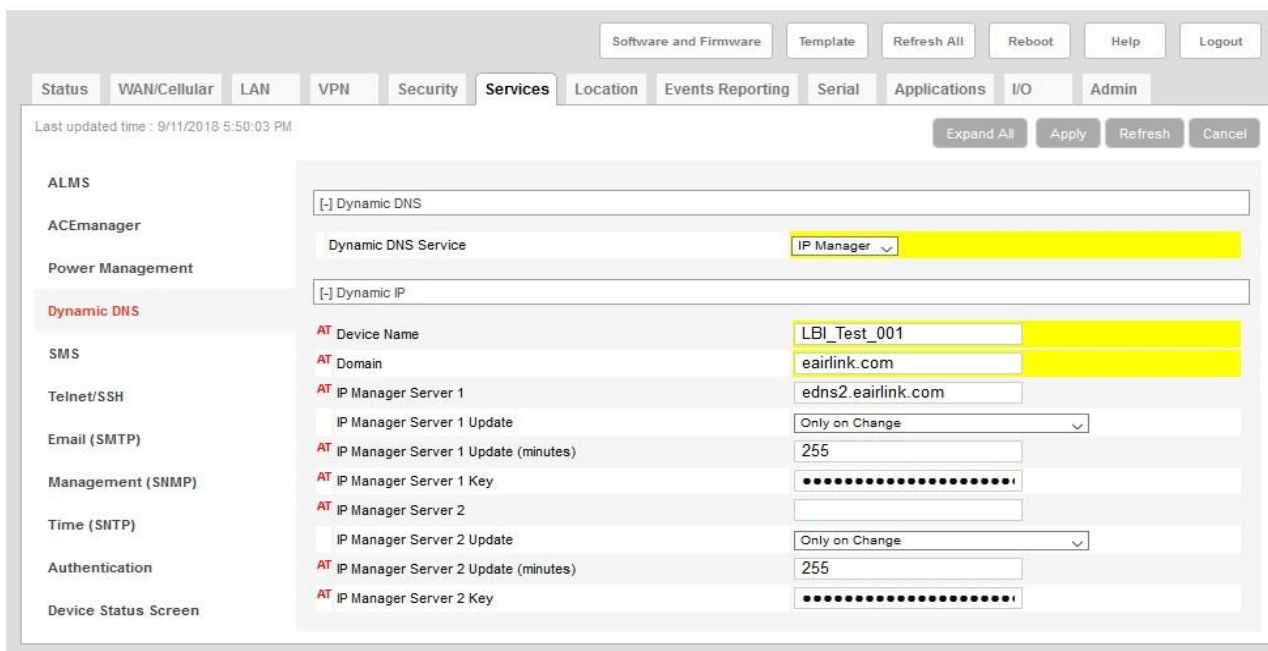 Software and Firmware Template Refresh All Reboot Help Logout
Status WAN/Cellular LAN VPN Security Services Location Events Reporting Serial Applications I/O Admin
Last updated time : 9/11/2018 5:50:03 PM
Expand All Apply Refresh Cancel
ALMS
ACEmanager
Power Management
Dynamic DNS
SMS
Telnet/SSH
Email (SMTP)
Management (SNMP)
Time (SNTP)
Authentication
Device Status Screen
[-] Dynamic DNS
Dynamic DNS Service IP Manager
[-] Dynamic IP
AT Device Name LBI_Test_001
AT Domain eairlink.com
AT IP Manager Server 1 edns2.eairlink.com
IP Manager Server 1 Update Only on Change
AT IP Manager Server 1 Update (minutes) 255
AT IP Manager Server 1 Key
AT IP Manager Server 2
IP Manager Server 2 Update Only on Change
AT IP Manager Server 2 Update (minutes) 255
AT IP Manager Server 2 Key